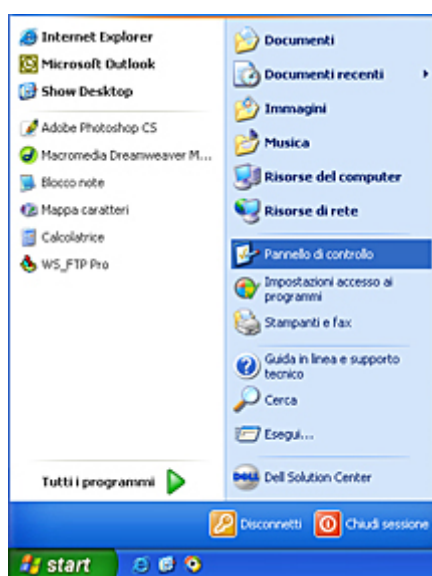 Internet Explorer
Microsoft Outlook
Show Desktop
Adobe Photoshop CS
Macromedia Dreamweaver M...
Blocco note
Mappa caratteri
Calcolatrice
WS_FTP Pro
Tutti i programmi
Documenti
Documenti recenti
Immagini
Musica
Risorse del computer
Risorse di rete
Pannello di controllo
Impostazioni accesso ai
programmi
Stampanti e fax
Guida in linea e supporto
tecnico
Cerca
Esegui...
DELL
Dell Solution Center
Disconnetti
Chiudi sessione
start